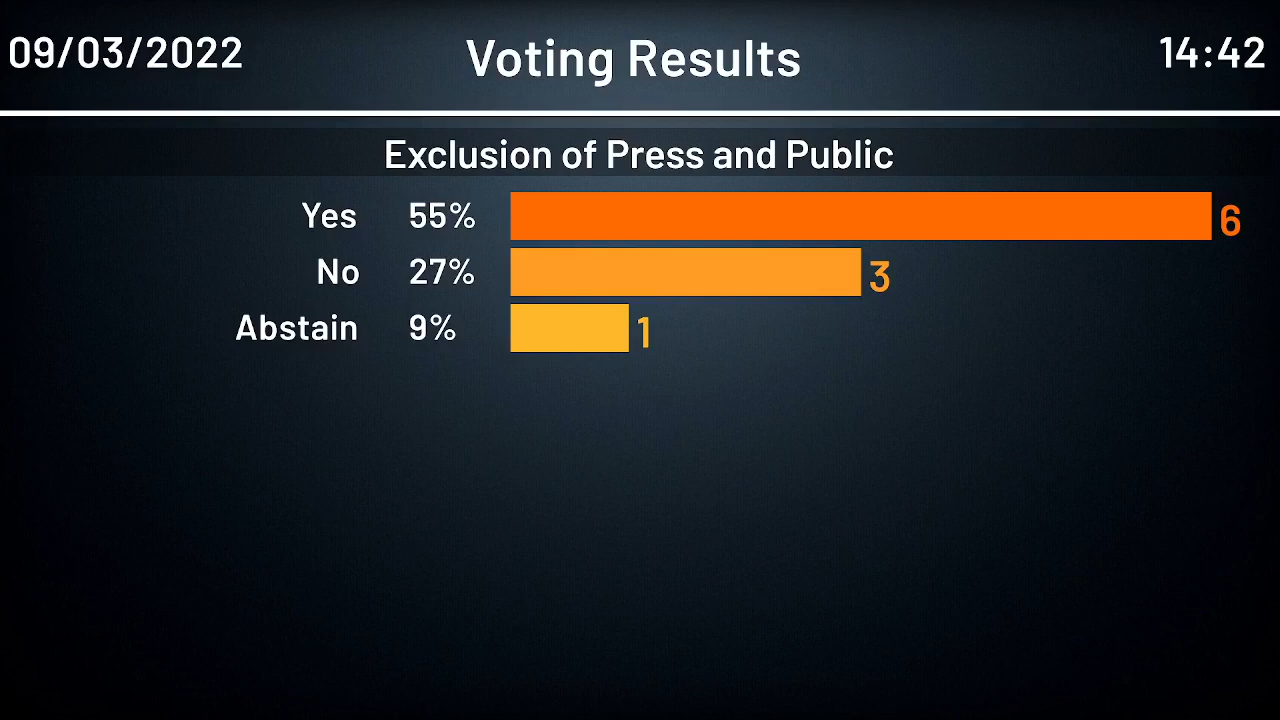 09/03/2022 Voting Results 14:42
Exclusion of Press and Public
Yes 55% 6
No 27% 3
Abstain 9% 1